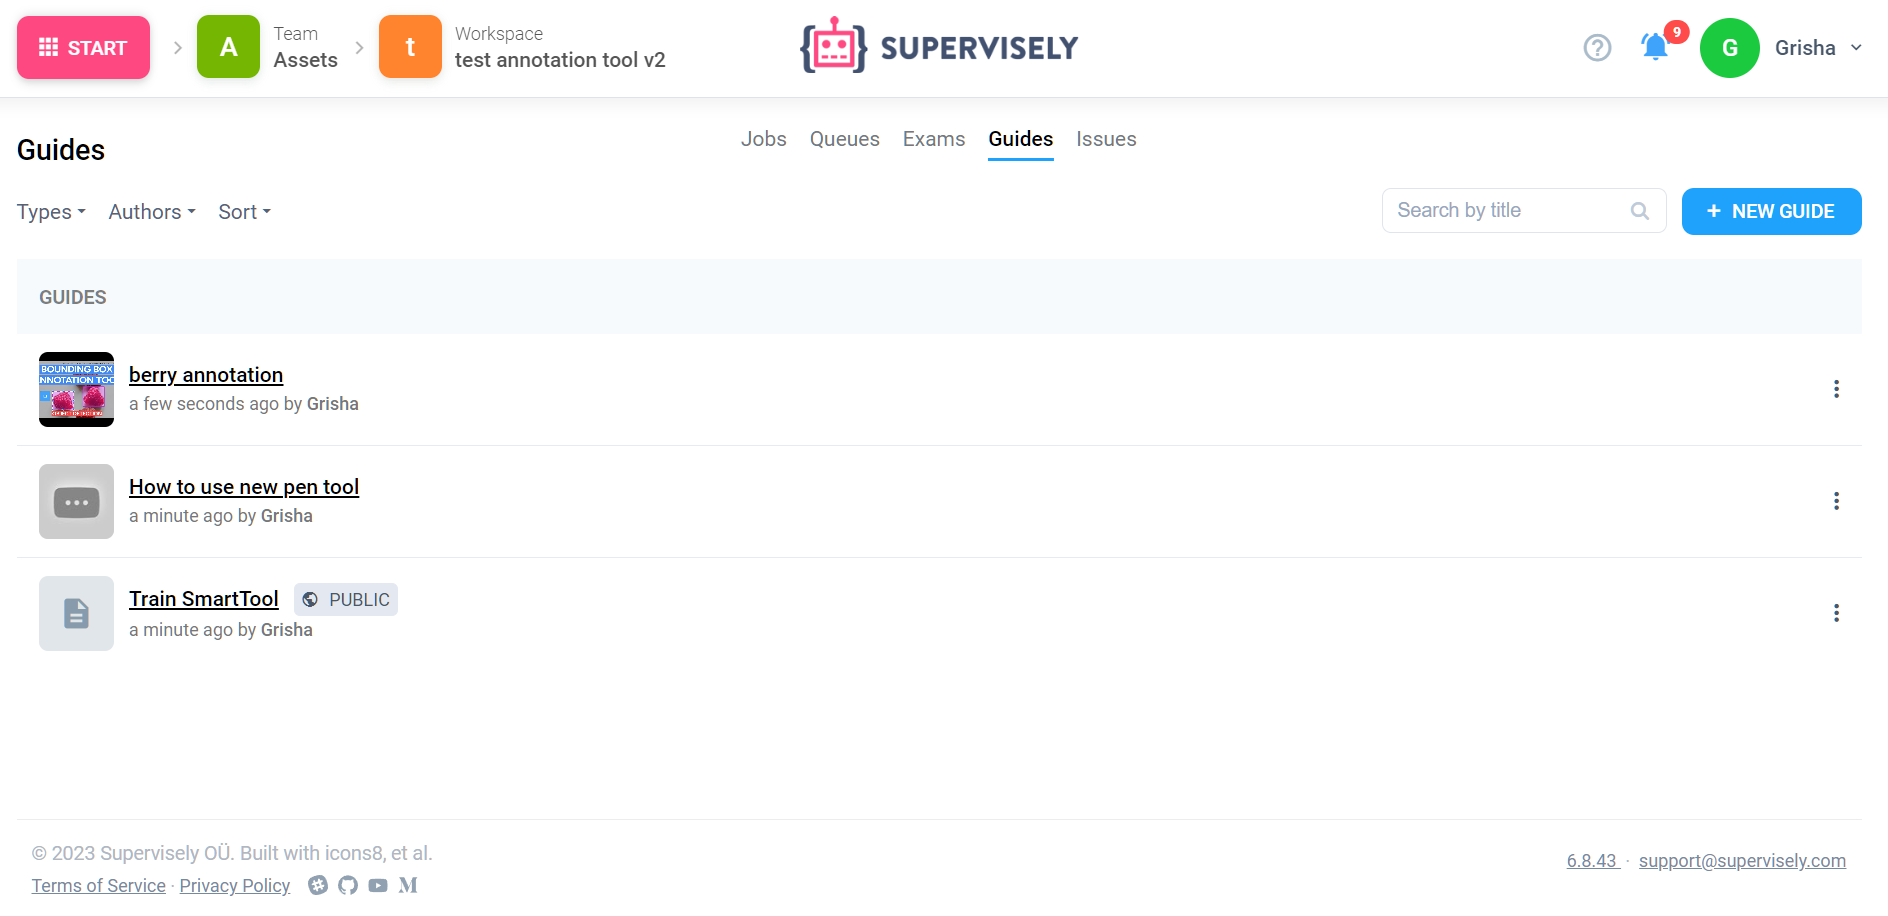 START
A
Team
Assets
t
Workspace
test annotation tool v2
SUPERVISELY
9
G
Grisha
Guides
Jobs
Queues
Exams
Guides
Issues
Types
Authors
Sort
Search by title
+ NEW GUIDE
GUIDES
BOUNDING BOX
NNOTATION TOO
berry annotation
a few seconds ago by Grisha
How to use new pen tool
a minute ago by Grisha
Train SmartTool
PUBLIC
a minute ago by Grisha
© 2023 Supervisely OÜ. Built with icons8, et al.
Terms of Service · Privacy Policy
6.8.43 · support@supervisely.com